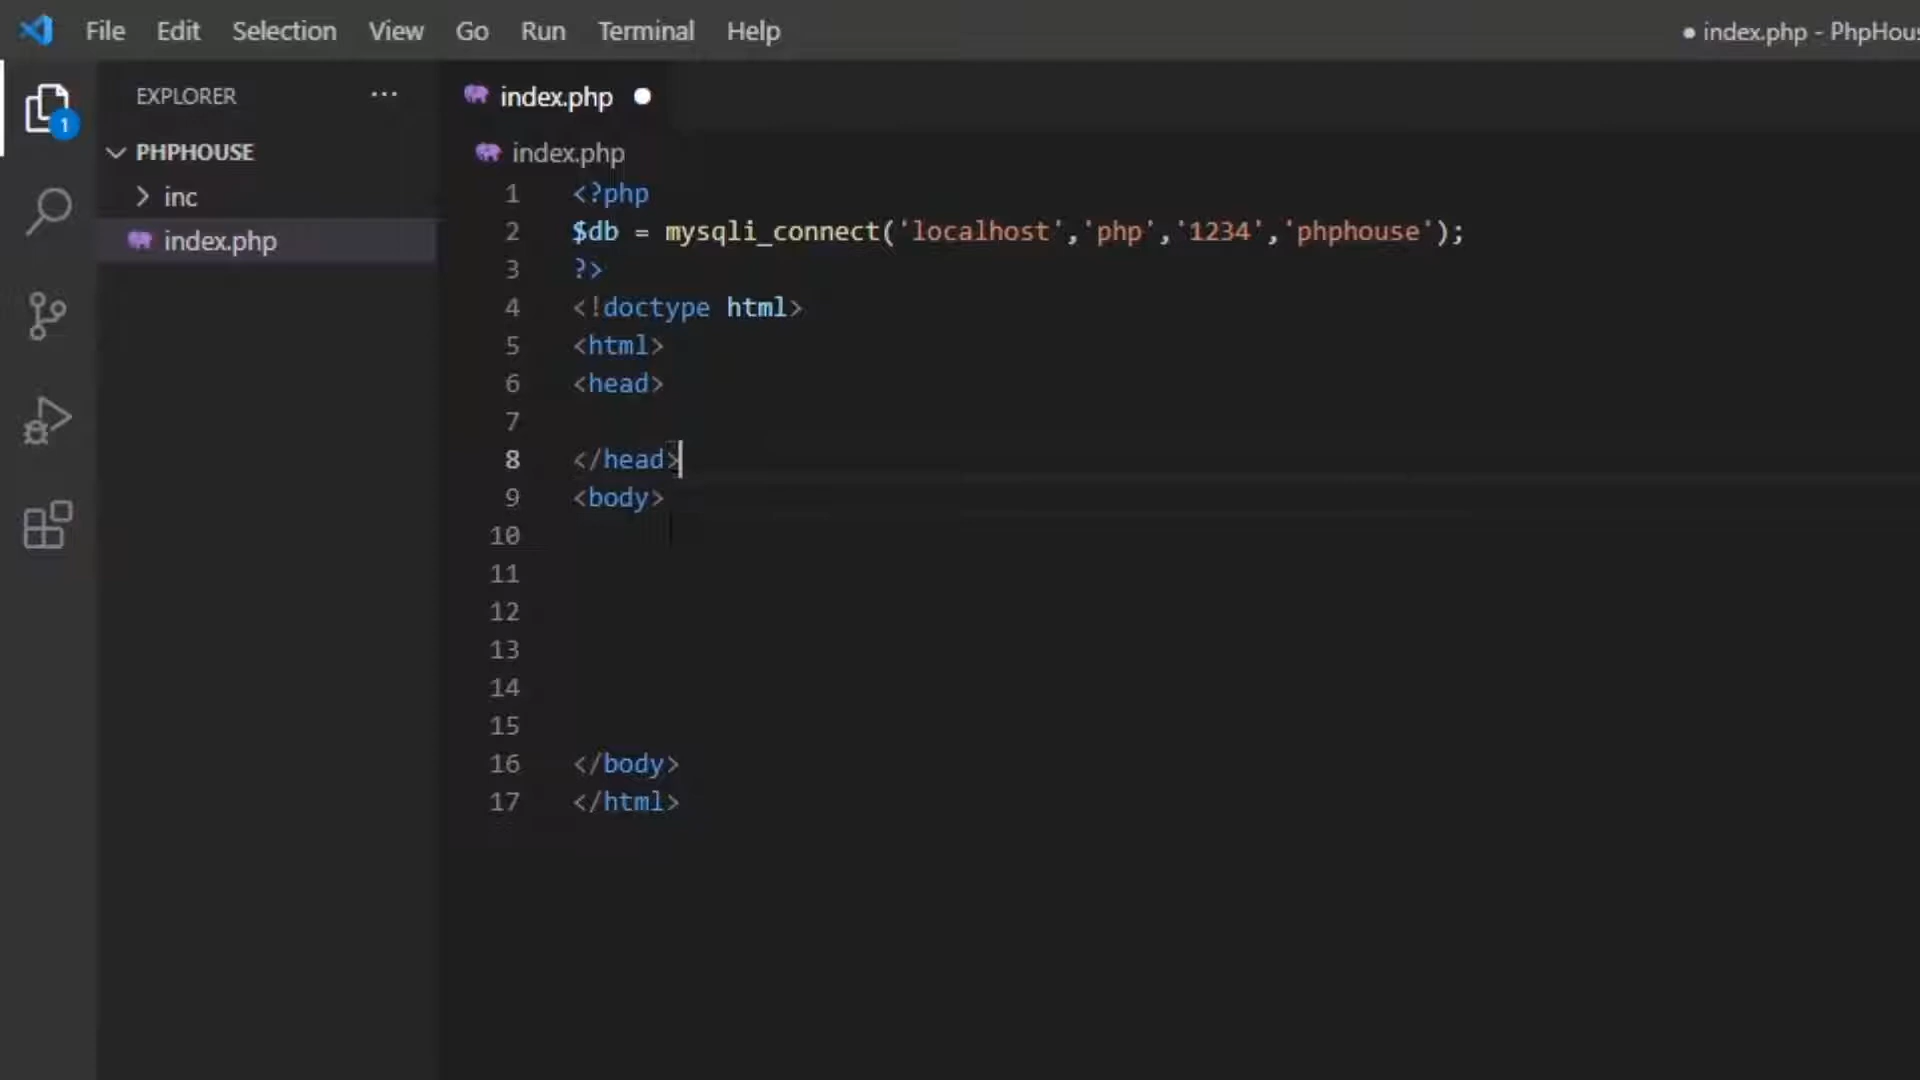 File Edit Selection View Go Run Terminal Help
● index.php - PhpHous
EXPLORER ···
1
PHPHOUSE
inc
index.php
index.php
index.php
1 <?php
2 $db = mysqli_connect('localhost','php','1234','phphouse');
3 ?>
4 <!doctype html>
5 <html>
6 <head>
7
8 </head>
9 <body>
10
11
12
13
14
15
16 </body>
17 </html>